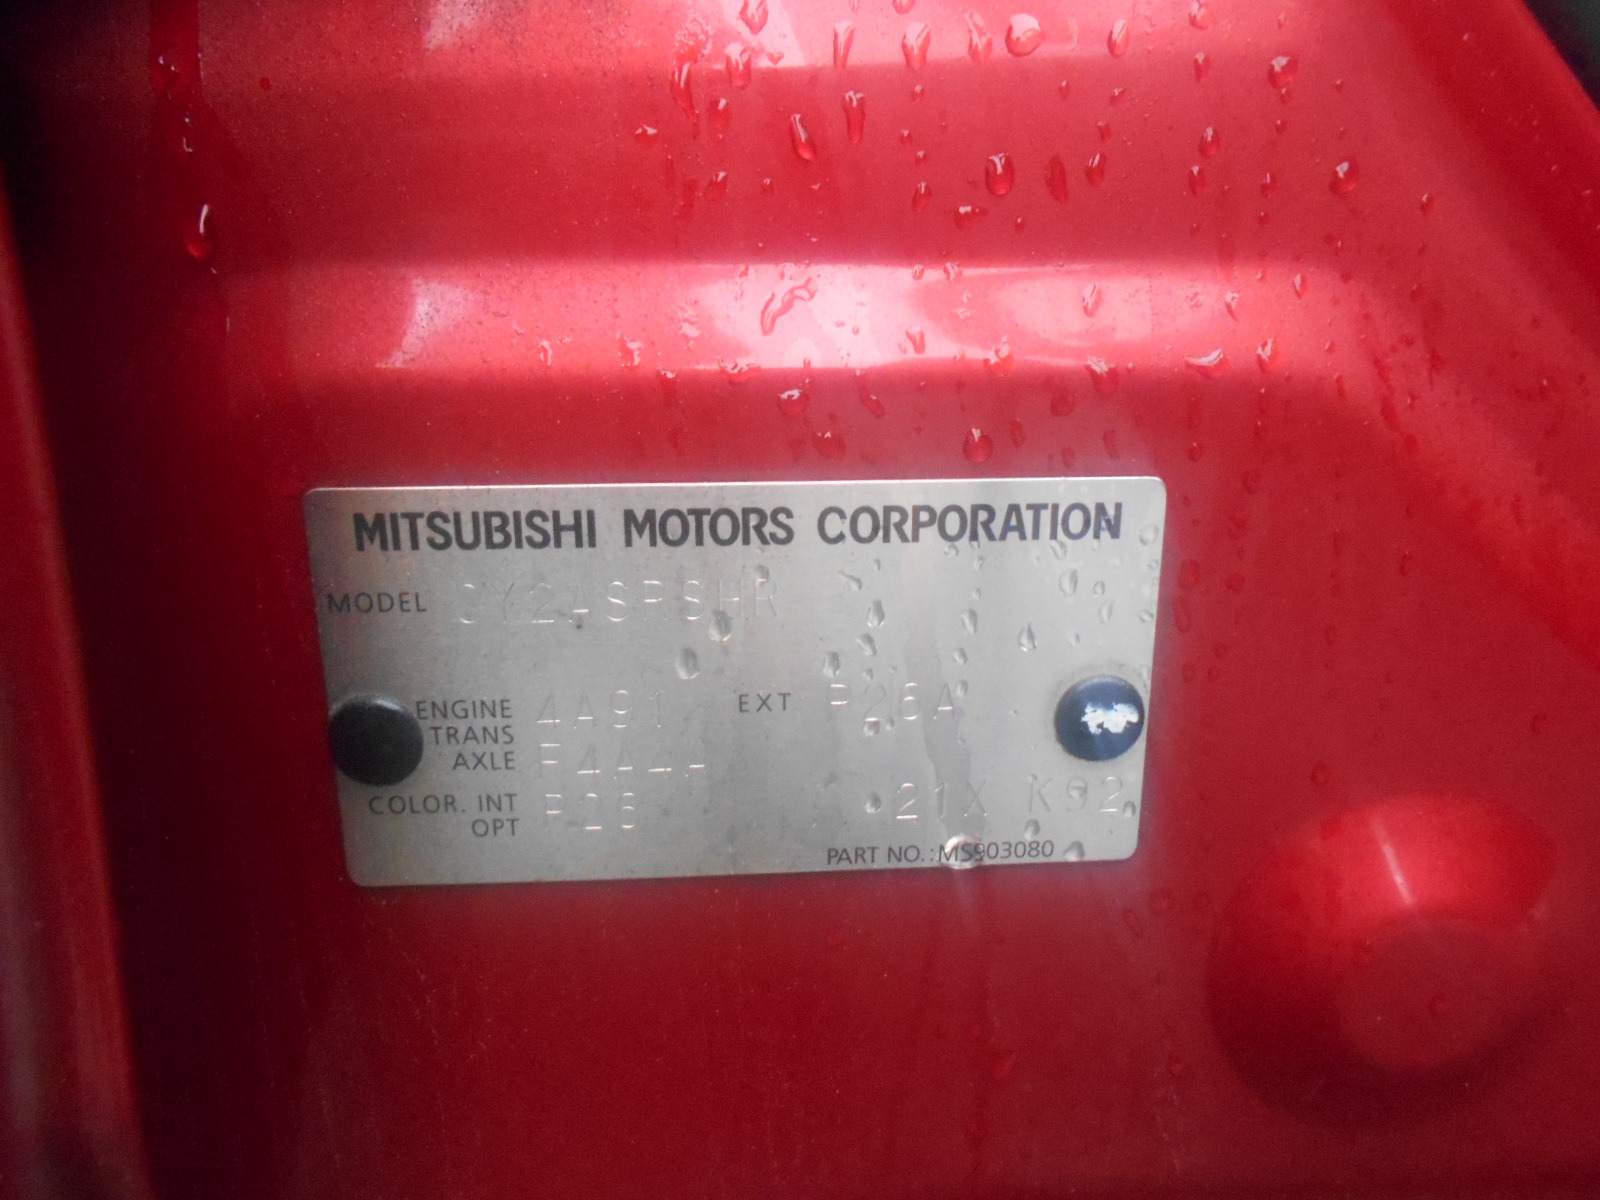 MITSUBISHI MOTORS CORPORATION
MODEL CY2ASRSHR
ENGINE 4A91 EXT P26A
TRANS
AXLE F4A4A
COLOR. INT
OPT P26 21X K92
PART NO.:MS903080